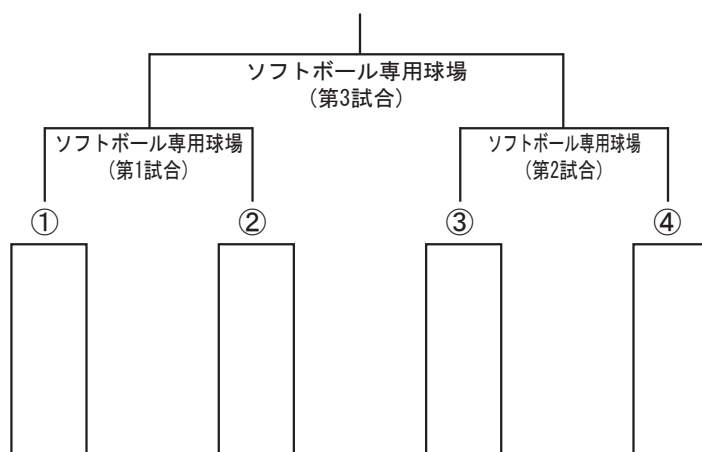 ソフトボール専用球場
(第3試合)
ソフトボール専用球場
(第1試合)
ソフトボール専用球場
(第2試合)
① ② ③ ④